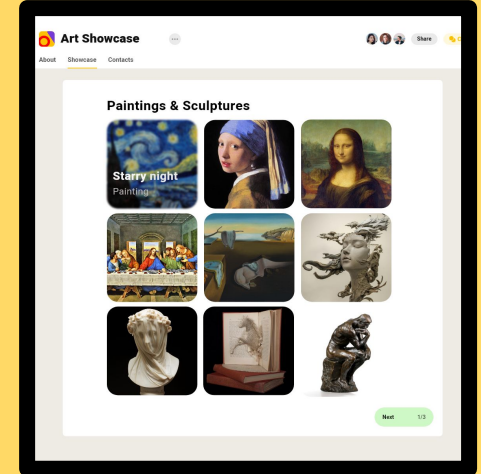 Art Showcase
Share
About Showcase Contacts
Paintings & Sculptures
Starry night
Painting
Next 1/3